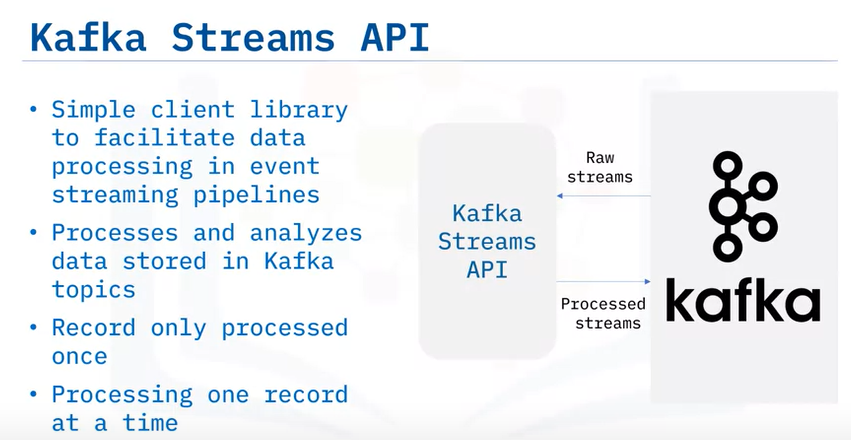 Kafka Streams API
• Simple client library
to facilitate data
processing in event
streaming pipelines
• Processes and analyzes
data stored in Kafka
topics
• Record only processed
once
• Processing one record
at a time
Kafka
Streams
API
Raw
streams
Processed
streams
kafka